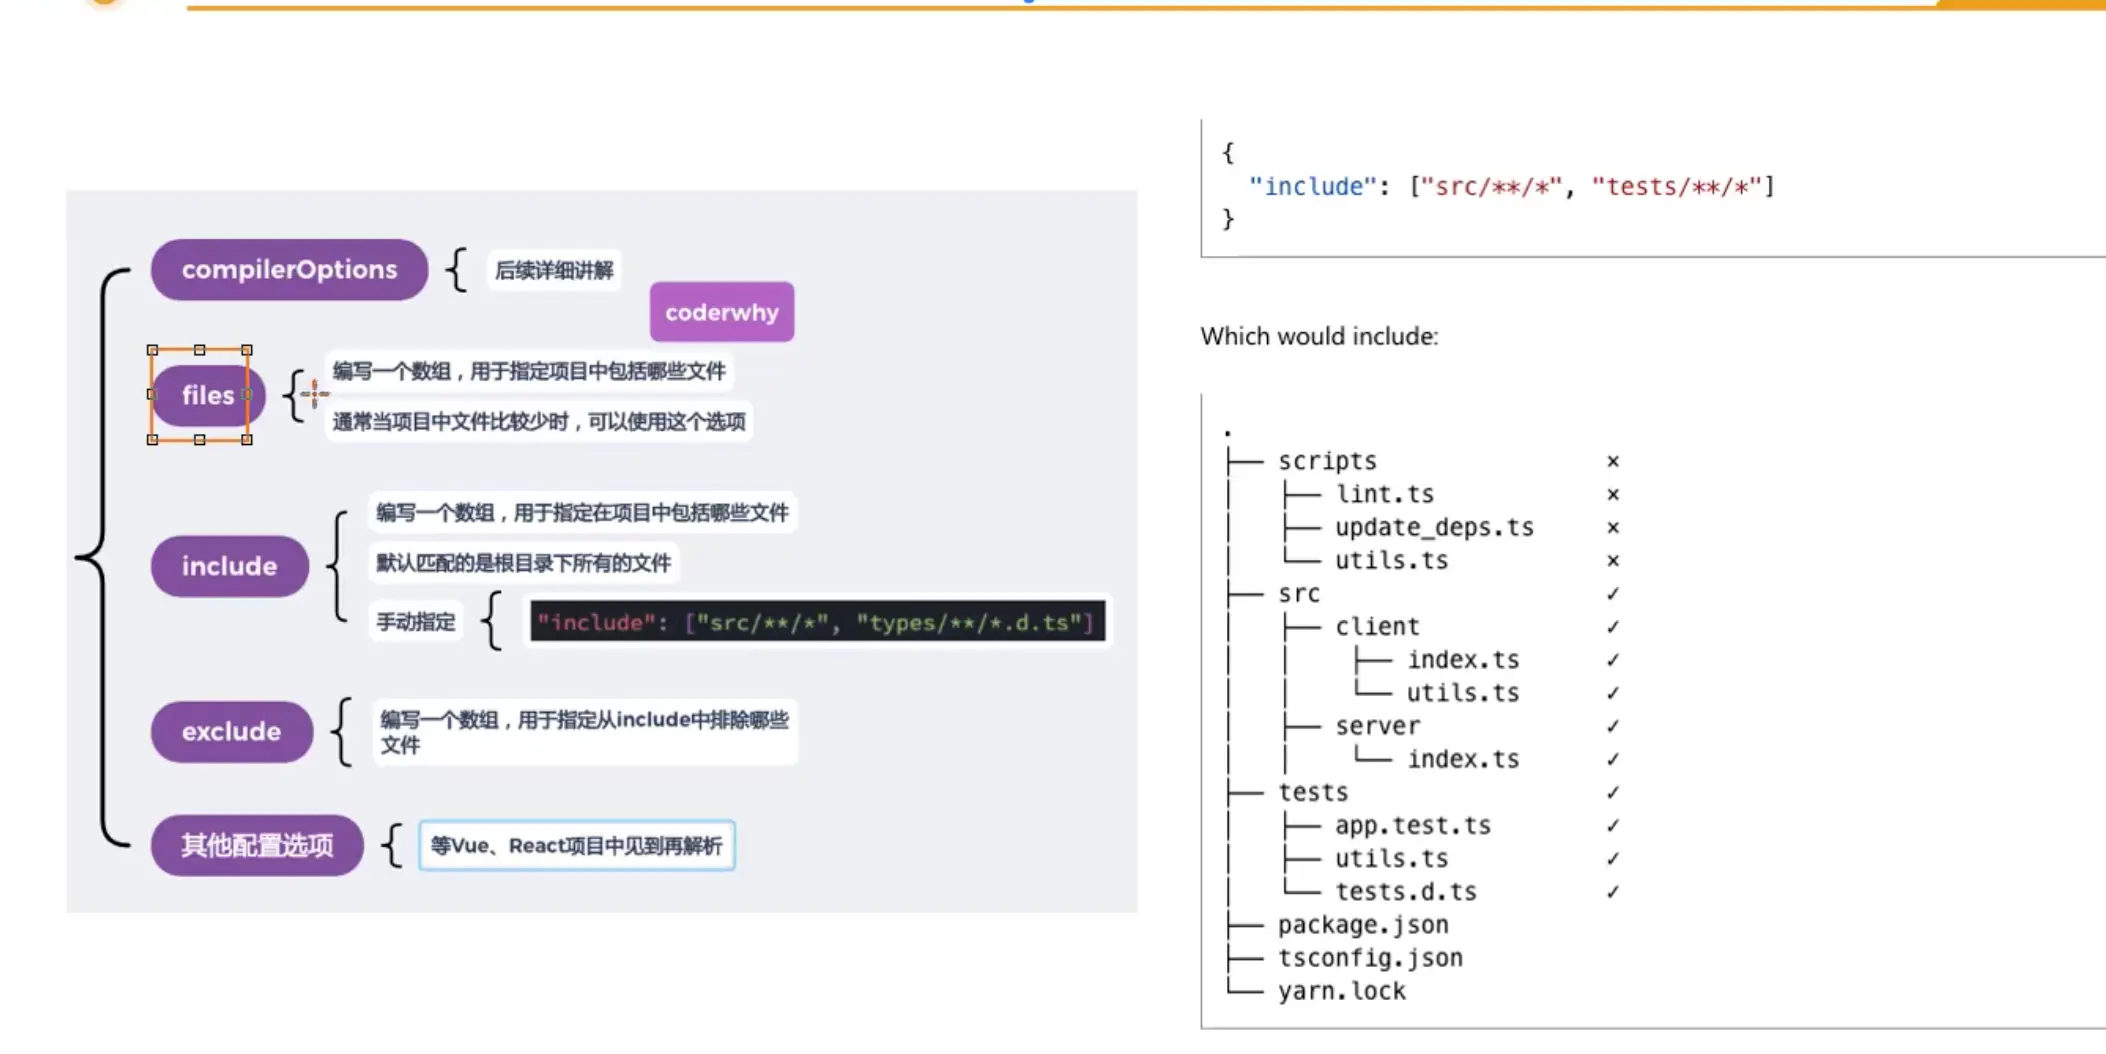 compilerOptions
后续详细讲解
coderwhy
files
编写一个数组，用于指定项目中包括哪些文件
通常当项目中文件比较少时，可以使用这个选项
include
编写一个数组，用于指定在项目中包括哪些文件
默认匹配的是根目录下所有的文件
手动指定
"include": ["src/**/*", "types/**/*.d.ts"]
exclude
编写一个数组，用于指定从include中排除哪些
文件
其他配置选项
等Vue、React项目中见到再解析
{
"include": ["src/**/*", "tests/**/*"]
}
Which would include:
.
├── scripts ⨯
│   ├── lint.ts ⨯
│   ├── update_deps.ts ⨯
│   └── utils.ts ⨯
├── src ✓
│   ├── client ✓
│   │    ├── index.ts ✓
│   │    └── utils.ts ✓
│   ├── server ✓
│   │    └── index.ts ✓
├── tests ✓
│   ├── app.test.ts ✓
│   ├── utils.ts ✓
│   └── tests.d.ts ✓
├── package.json
├── tsconfig.json
└── yarn.lock